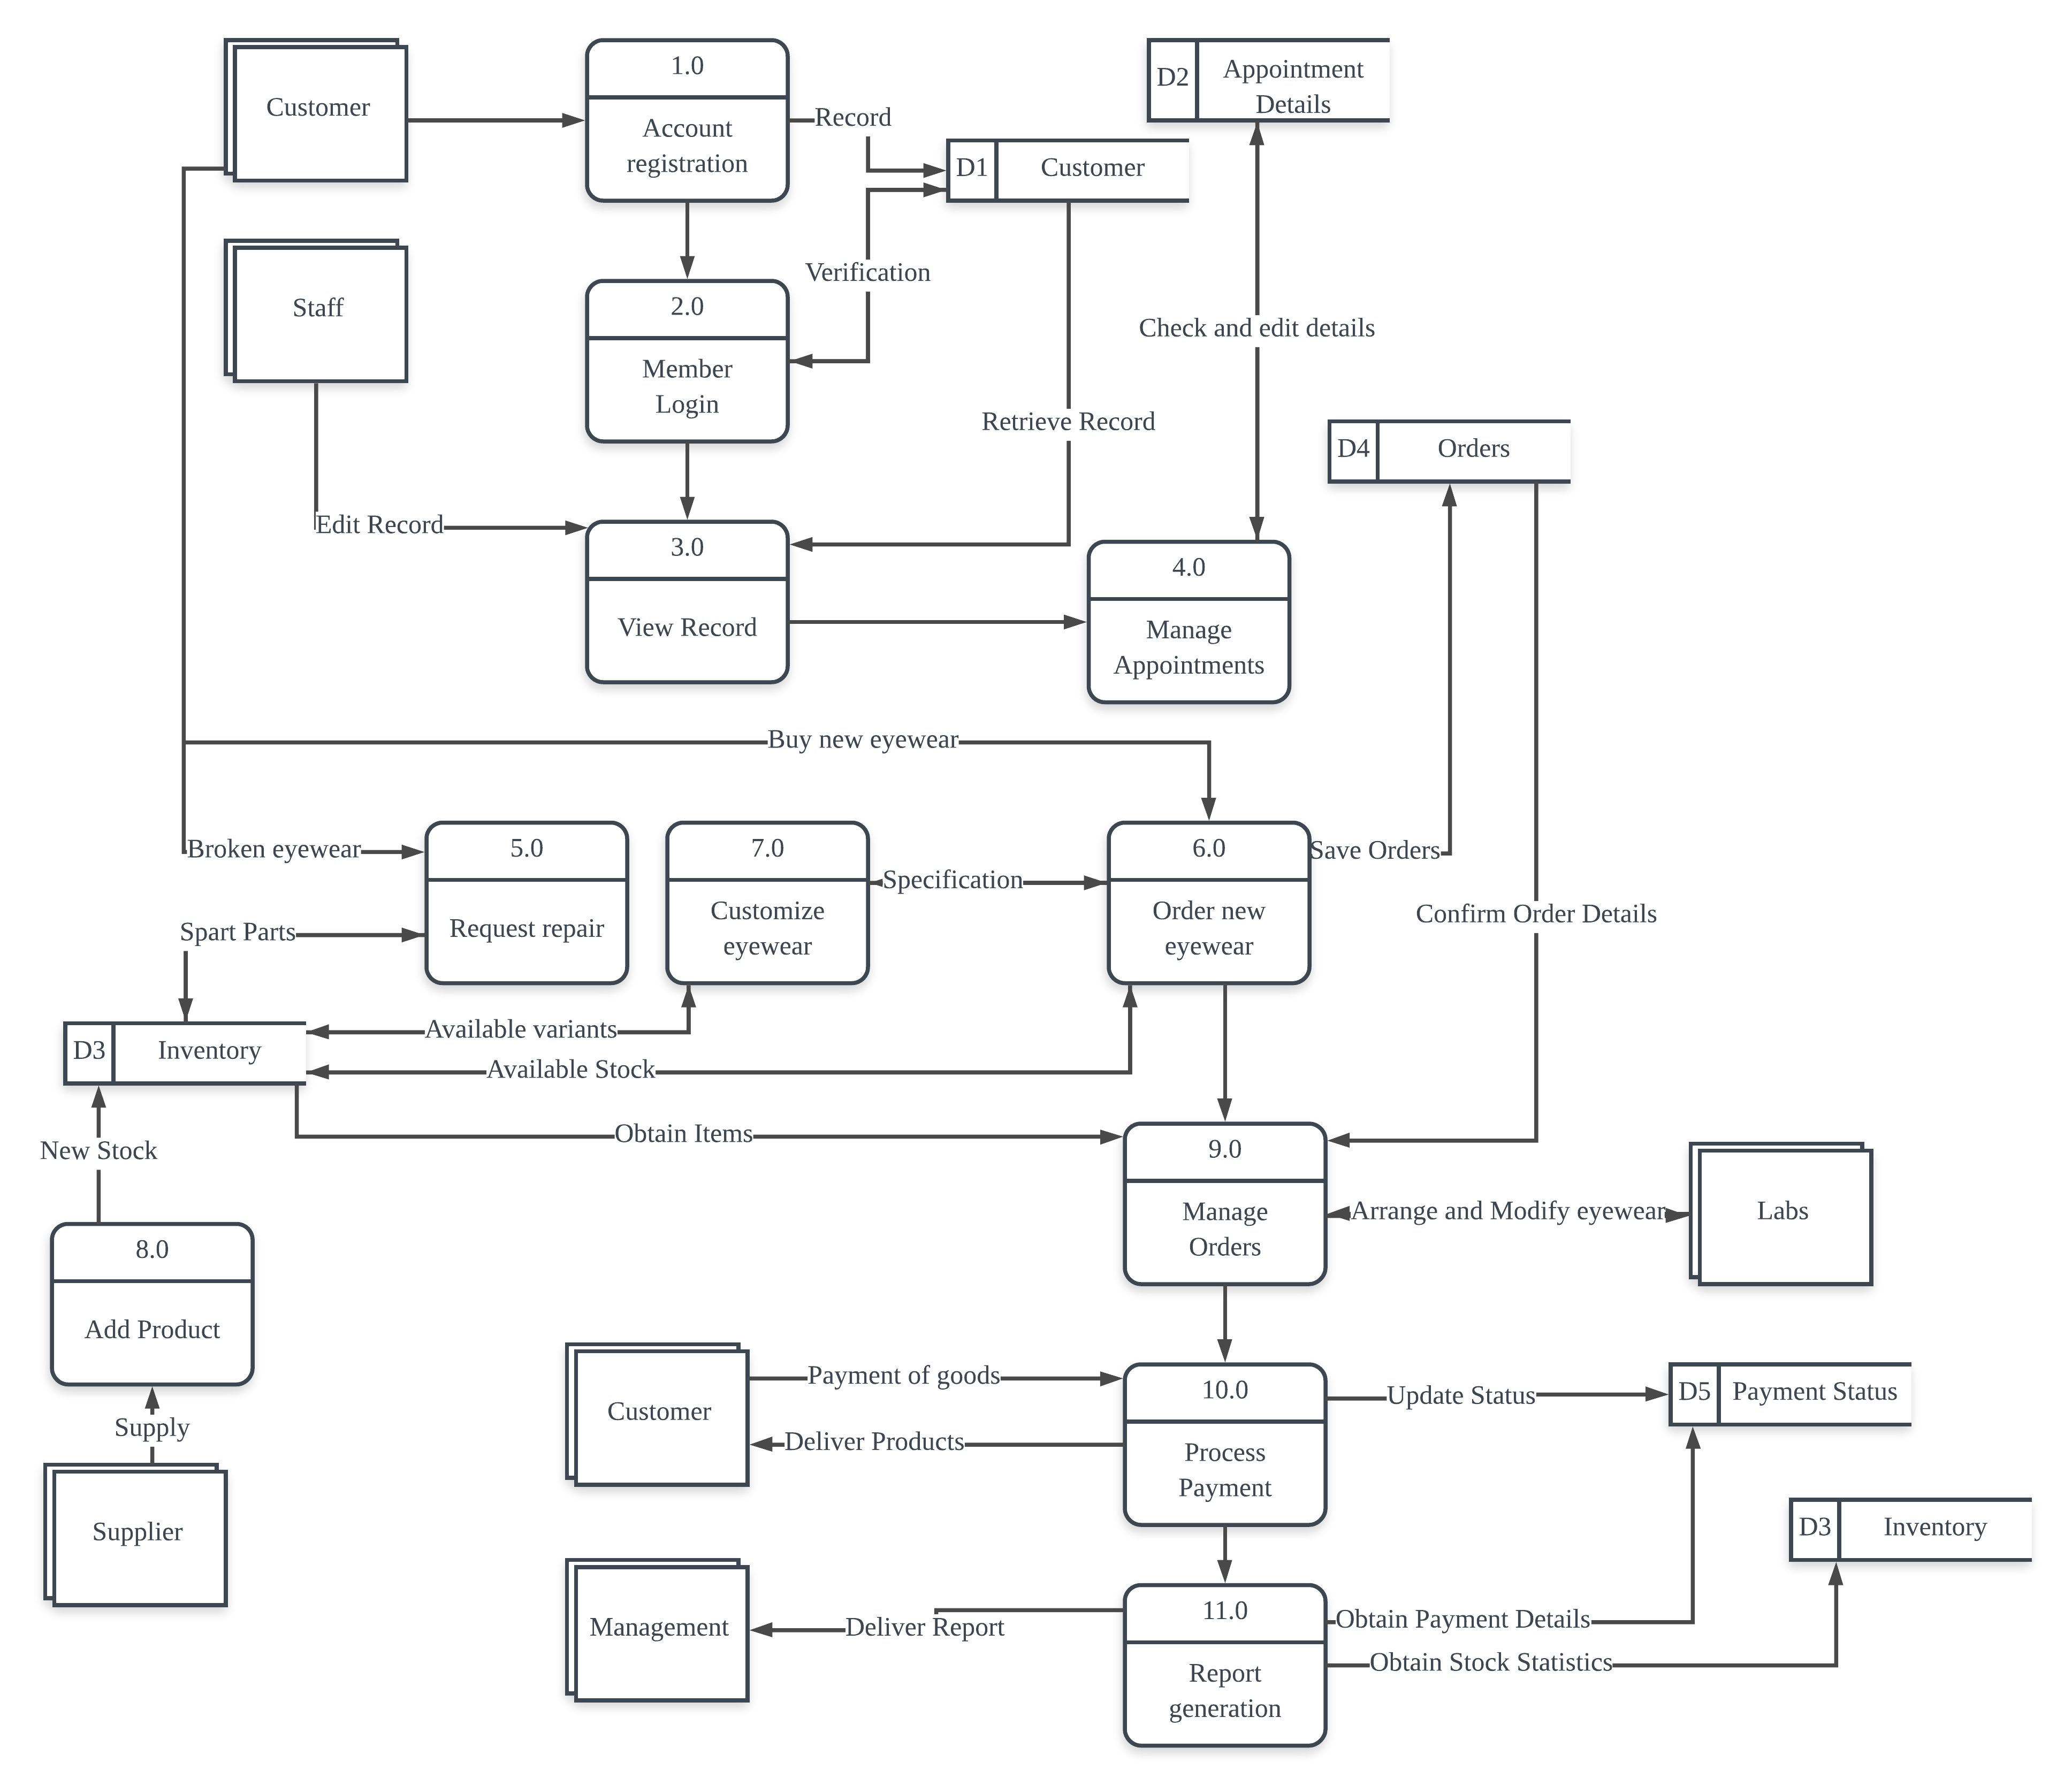 Customer
1.0
Account
registration
Record
D2
Appointment
Details
D1
Customer
Staff
2.0
Member
Login
Verification
Check and edit details
Retrieve Record
D4
Orders
Edit Record
3.0
View Record
4.0
Manage
Appointments
Buy new eyewear
Broken eyewear
5.0
Request repair
7.0
Customize
eyewear
Specification
6.0
Order new
eyewear
Save Orders
Confirm Order Details
Spart Parts
D3
Inventory
Available variants
Available Stock
Obtain Items
New Stock
9.0
Manage
Orders
Arrange and Modify eyewear
Labs
8.0
Add Product
Supply
Supplier
Customer
Payment of goods
Deliver Products
10.0
Process
Payment
Update Status
D5
Payment Status
D3
Inventory
Management
Deliver Report
11.0
Report
generation
Obtain Payment Details
Obtain Stock Statistics